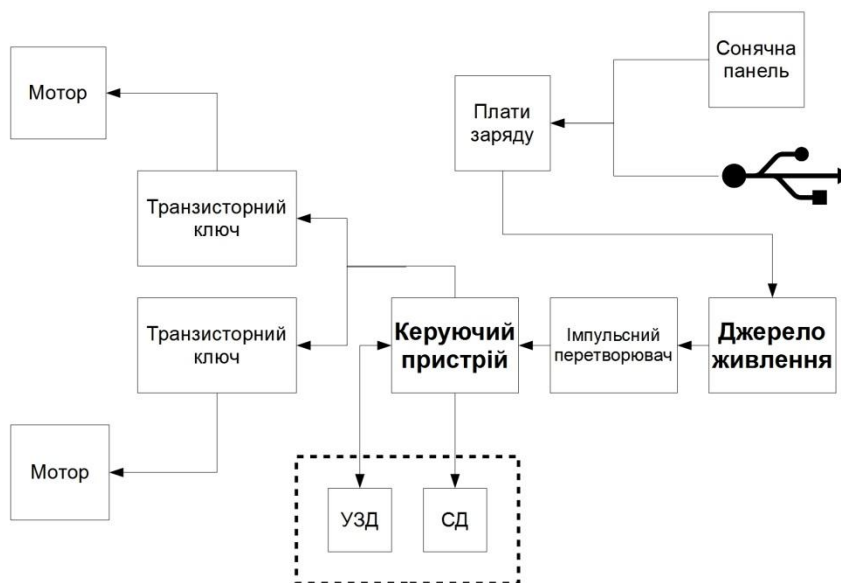 Сонячна
панель
Мотор
Плати
заряду
Транзисторний
ключ
Транзисторний
ключ
Керуючий
пристрій
Імпульсний
перетворювач
Джерело
живлення
Мотор
УЗД
СД